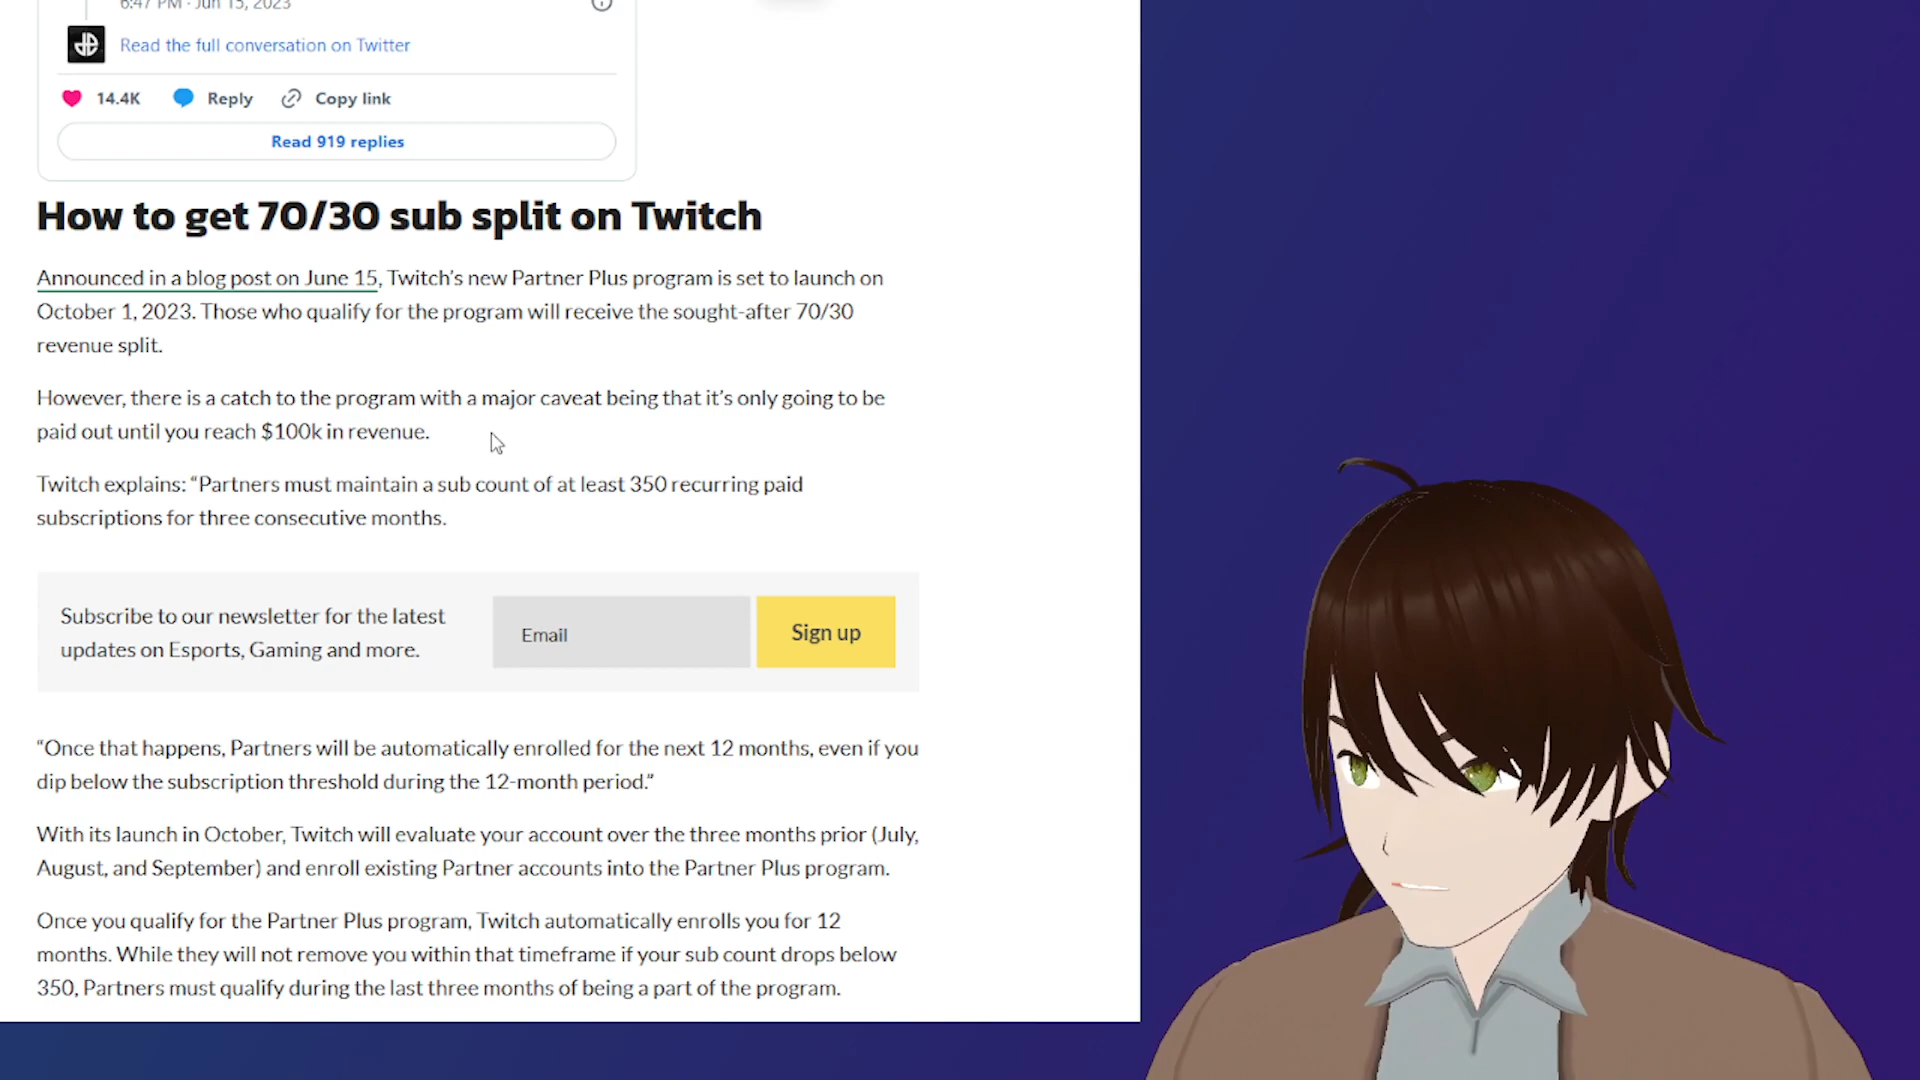 6:47 PM · Jun 15, 2023
Read the full conversation on Twitter
14.4K Reply Copy link
Read 919 replies
How to get 70/30 sub split on Twitch
Announced in a blog post on June 15, Twitch’s new Partner Plus program is set to launch on
October 1, 2023. Those who qualify for the program will receive the sought-after 70/30
revenue split.
However, there is a catch to the program with a major caveat being that it’s only going to be
paid out until you reach $100k in revenue.
Twitch explains: “Partners must maintain a sub count of at least 350 recurring paid
subscriptions for three consecutive months.
Subscribe to our newsletter for the latest
updates on Esports, Gaming and more.
Email
Sign up
“Once that happens, Partners will be automatically enrolled for the next 12 months, even if you
dip below the subscription threshold during the 12-month period.”
With its launch in October, Twitch will evaluate your account over the three months prior (July,
August, and September) and enroll existing Partner accounts into the Partner Plus program.
Once you qualify for the Partner Plus program, Twitch automatically enrolls you for 12
months. While they will not remove you within that timeframe if your sub count drops below
350, Partners must qualify during the last three months of being a part of the program.